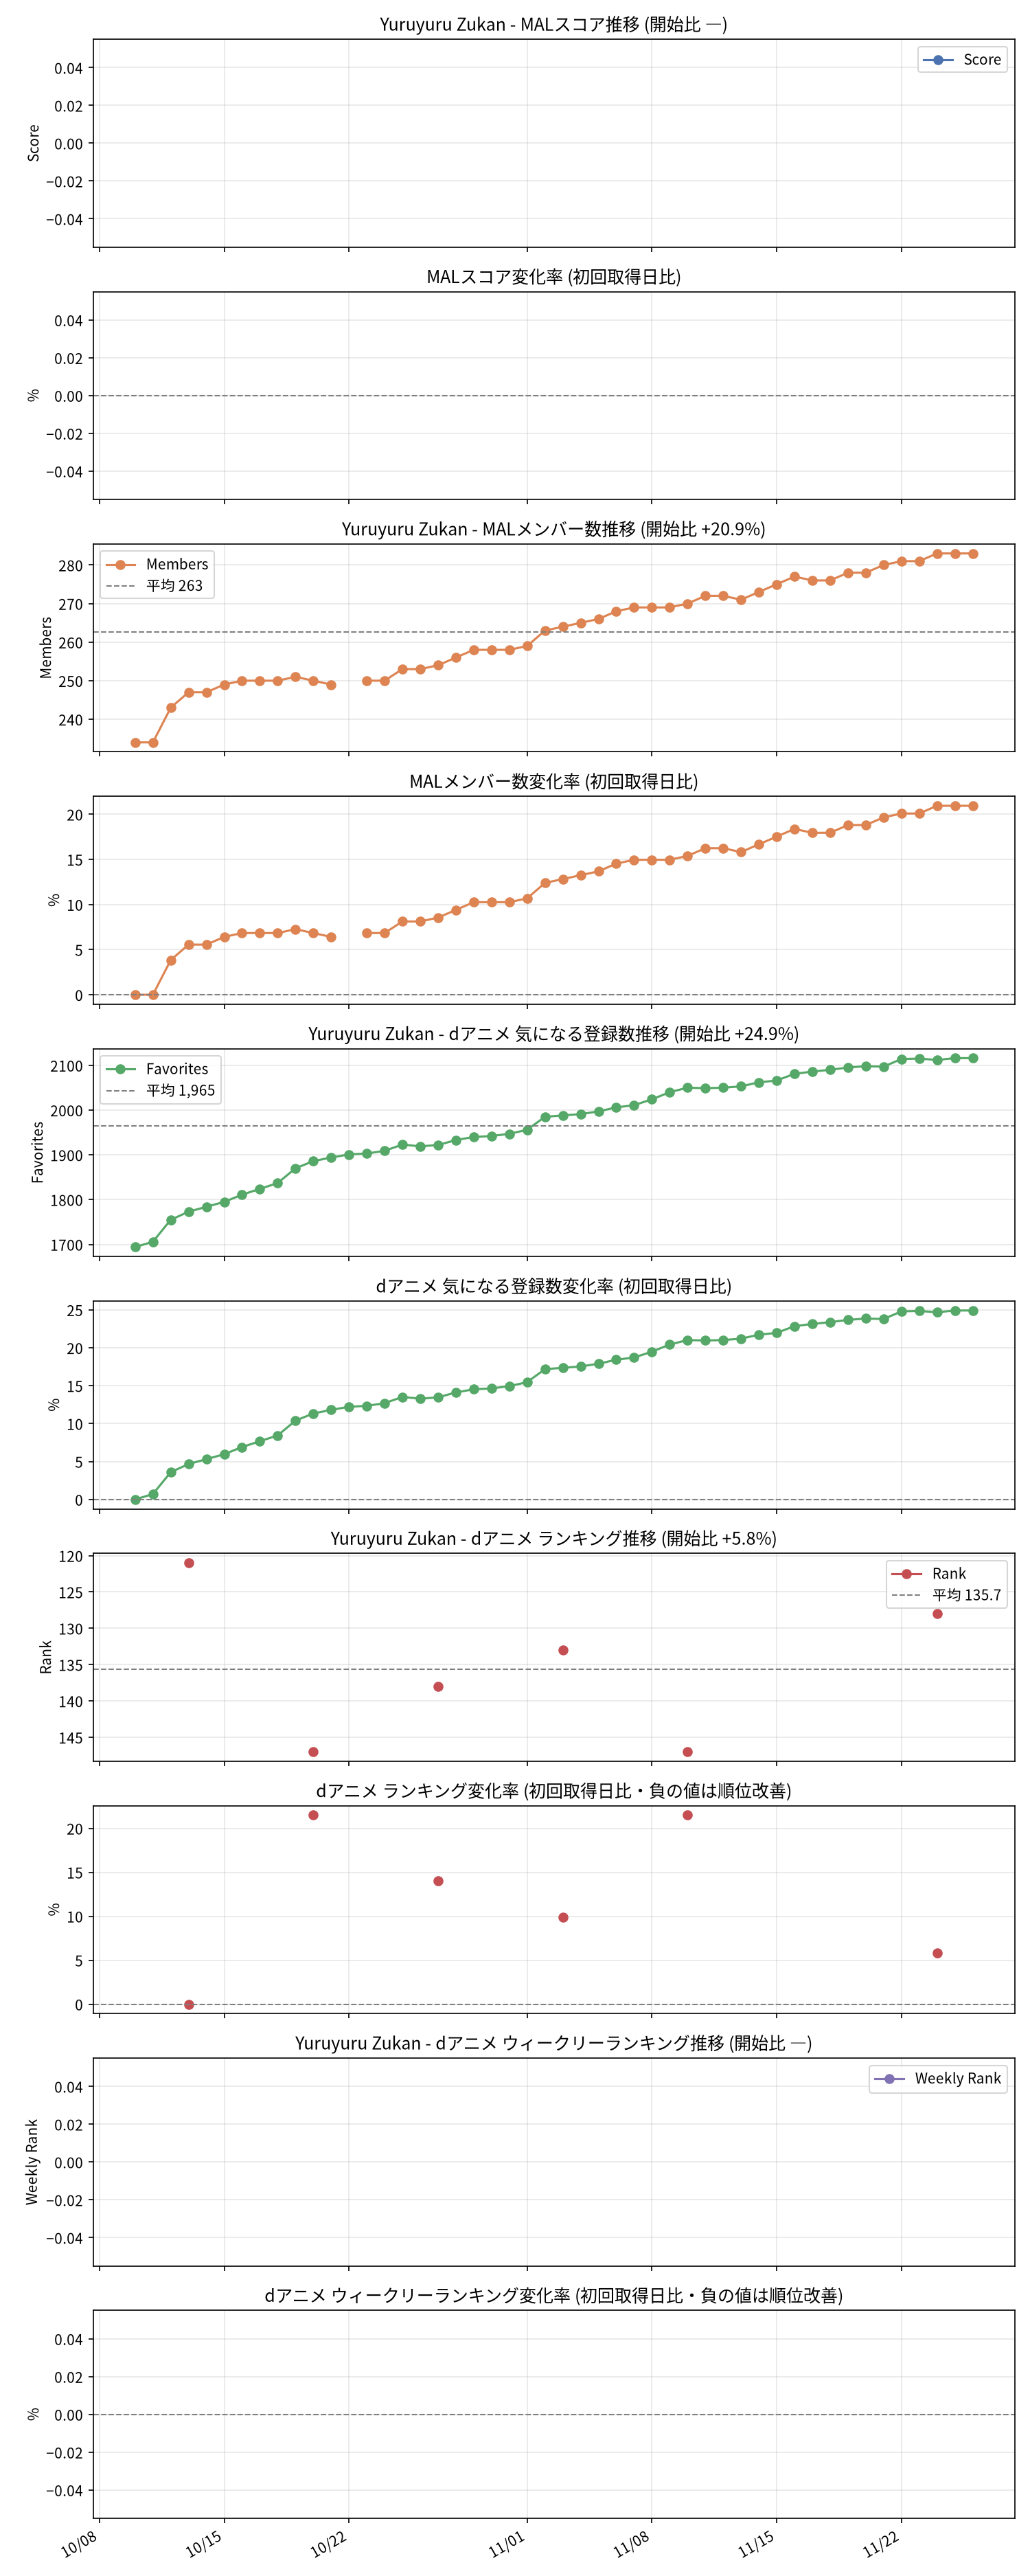 Yuruyuru Zukan - MALスコア推移 (開始比 —)
Score
0.04
0.02
0.00
−0.02
−0.04
Score
MALスコア変化率 (初回取得日比)
0.04
0.02
0.00
−0.02
−0.04
%
Yuruyuru Zukan - MALメンバー数推移 (開始比 +20.9%)
Members
平均 263
280
270
260
250
240
Members
MALメンバー数変化率 (初回取得日比)
20
15
10
5
0
%
Yuruyuru Zukan - dアニメ 気になる登録数推移 (開始比 +24.9%)
Favorites
平均 1,965
2100
2000
1900
1800
1700
Favorites
dアニメ 気になる登録数変化率 (初回取得日比)
25
20
15
10
5
0
%
Yuruyuru Zukan - dアニメ ランキング推移 (開始比 +5.8%)
Rank
平均 135.7
120
125
130
135
140
145
Rank
dアニメ ランキング変化率 (初回取得日比・負の値は順位改善)
20
15
10
5
0
%
Yuruyuru Zukan - dアニメ ウィークリーランキング推移 (開始比 —)
Weekly Rank
0.04
0.02
0.00
−0.02
−0.04
Weekly Rank
dアニメ ウィークリーランキング変化率 (初回取得日比・負の値は順位改善)
0.04
0.02
0.00
−0.02
−0.04
%
10/08
10/15
10/22
11/01
11/08
11/15
11/22